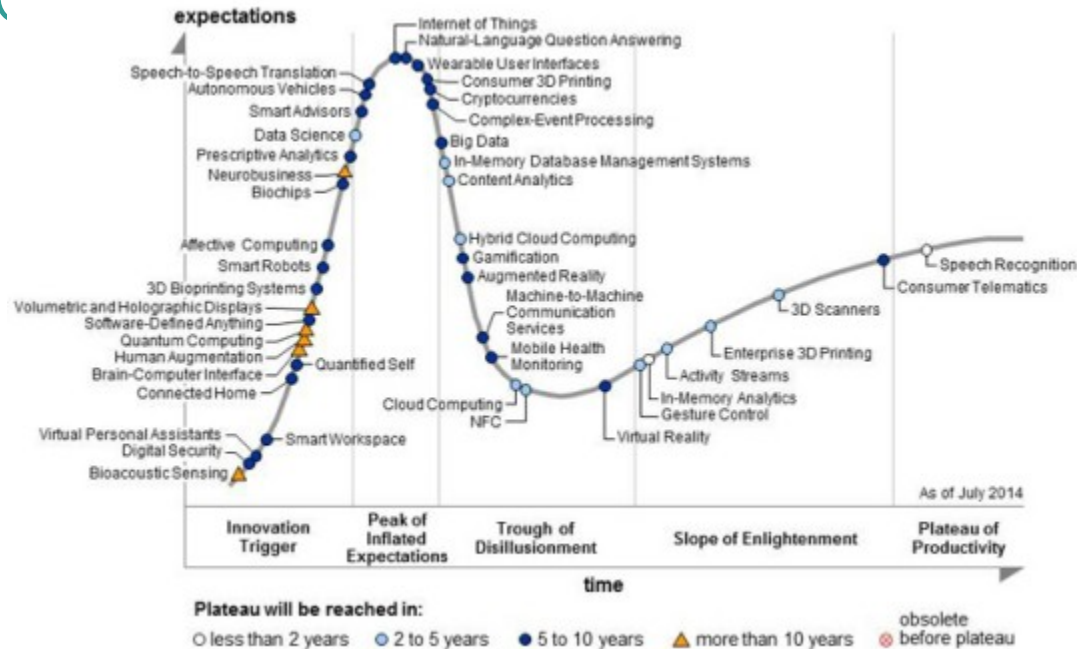 expectations
Internet of Things
Natural-Language Question Answering
Wearable User Interfaces
Consumer 3D Printing
Cryptocurrencies
Complex-Event Processing
Speech-to-Speech Translation
Autonomous Vehicles
Smart Advisors
Data Science
Prescriptive Analytics
Neurobusiness
Biochips
Big Data
In-Memory Database Management Systems
Content Analytics
Affective Computing
Smart Robots
3D Bioprinting Systems
Volumetric and Holographic Displays
Software-Defined Anything
Quantum Computing
Human Augmentation
Brain-Computer Interface
Connected Home
Quantified Self
Virtual Personal Assistants
Digital Security
Bioacoustic Sensing
Smart Workspace
Hybrid Cloud Computing
Gamification
Augmented Reality
Machine-to-Machine
Communication
Services
Mobile Health
Monitoring
Cloud Computing
NFC
Virtual Reality
Gesture Control
In-Memory Analytics
Activity Streams
Enterprise 3D Printing
3D Scanners
Consumer Telematics
Speech Recognition
As of July 2014
Innovation
Trigger
Peak of
Inflated
Expectations
Trough of
Disillusionment
Slope of Enlightenment
Plateau of
Productivity
time
Plateau will be reached in:
less than 2 years
2 to 5 years
5 to 10 years
more than 10 years
obsolete
before plateau